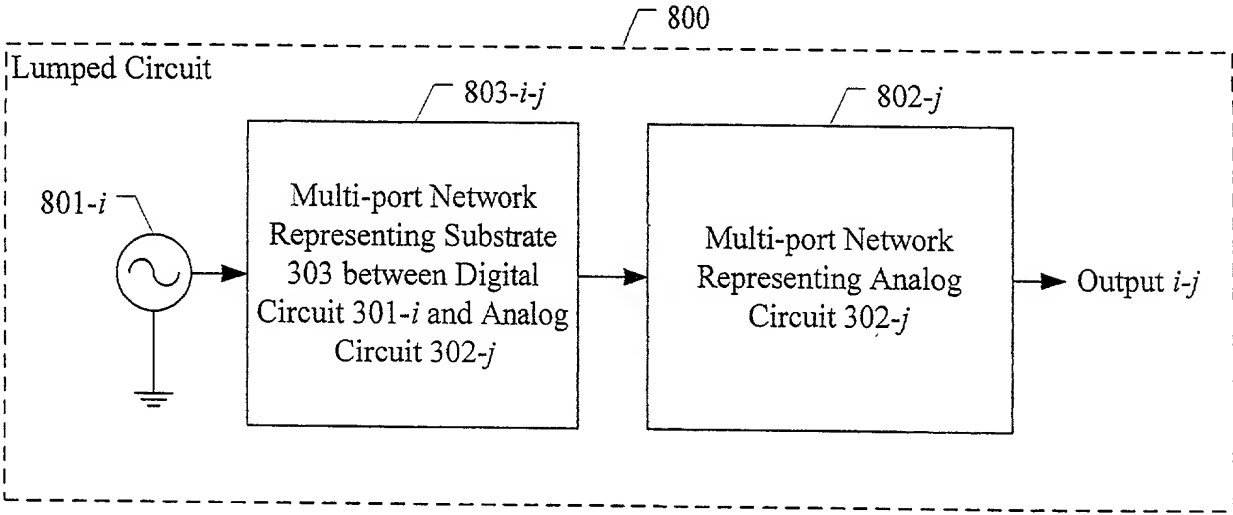 800
Lumped Circuit
803-i-j
802-j
801-i
Multi-port Network
Representing Substrate
303 between Digital
Circuit 301-i and Analog
Circuit 302-j
Multi-port Network
Representing Analog
Circuit 302-j
Output i-j